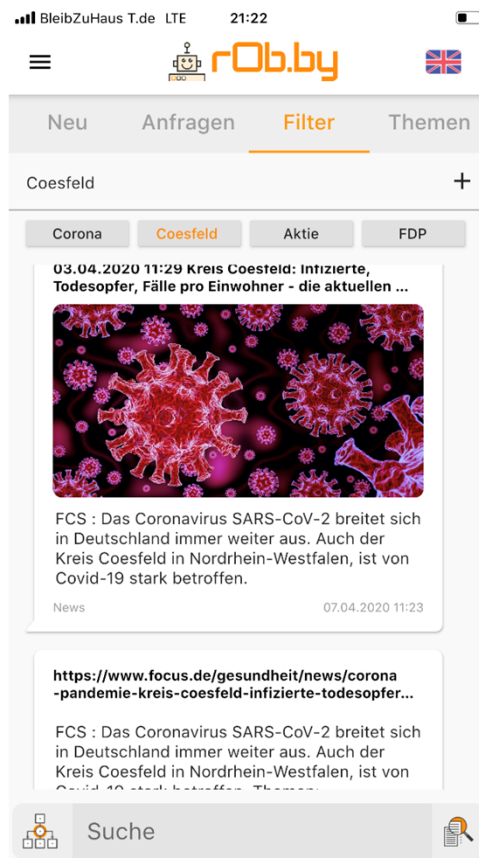 BleibZuHaus T.de LTE 21:22
rOb.by
Neu Anfragen Filter Themen
Coesfeld +
Corona Coesfeld Aktie FDP
03.04.2020 11:29 Kreis Coesfeld: Infizierte,
Todesopfer, Fälle pro Einwohner - die aktuellen ...
FCS : Das Coronavirus SARS-CoV-2 breitet sich
in Deutschland immer weiter aus. Auch der
Kreis Coesfeld in Nordrhein-Westfalen, ist von
Covid-19 stark betroffen.
News 07.04.2020 11:23
https://www.focus.de/gesundheit/news/corona
-pandemie-kreis-coesfeld-infizierte-todesopfer...
FCS : Das Coronavirus SARS-CoV-2 breitet sich
in Deutschland immer weiter aus. Auch der
Kreis Coesfeld in Nordrhein-Westfalen, ist von
Covid-19 stark betroffen. Themen:
Suche